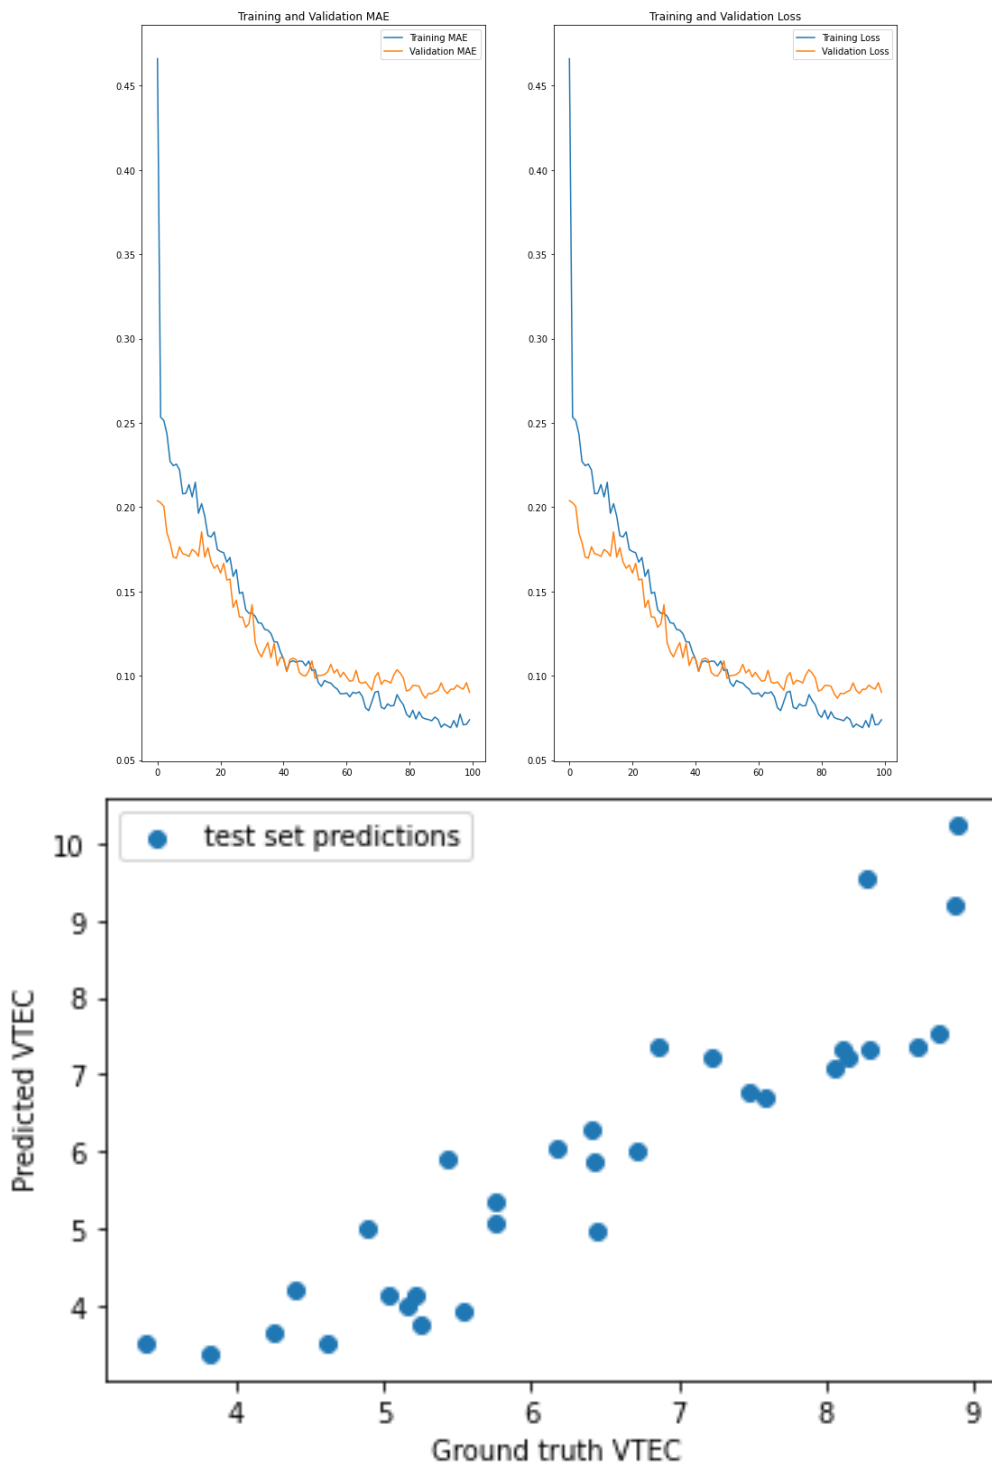 Training and Validation MAE
Training MAE
Validation MAE
0.45
0.40
0.35
0.30
0.25
0.20
0.15
0.10
0.05
0 20 40 60 80 100
Training and Validation Loss
Training Loss
Validation Loss
0.45
0.40
0.35
0.30
0.25
0.20
0.15
0.10
0.05
0 20 40 60 80 100
test set predictions
Predicted VTEC
10
9
8
7
6
5
4
4 5 6 7 8 9
Ground truth VTEC